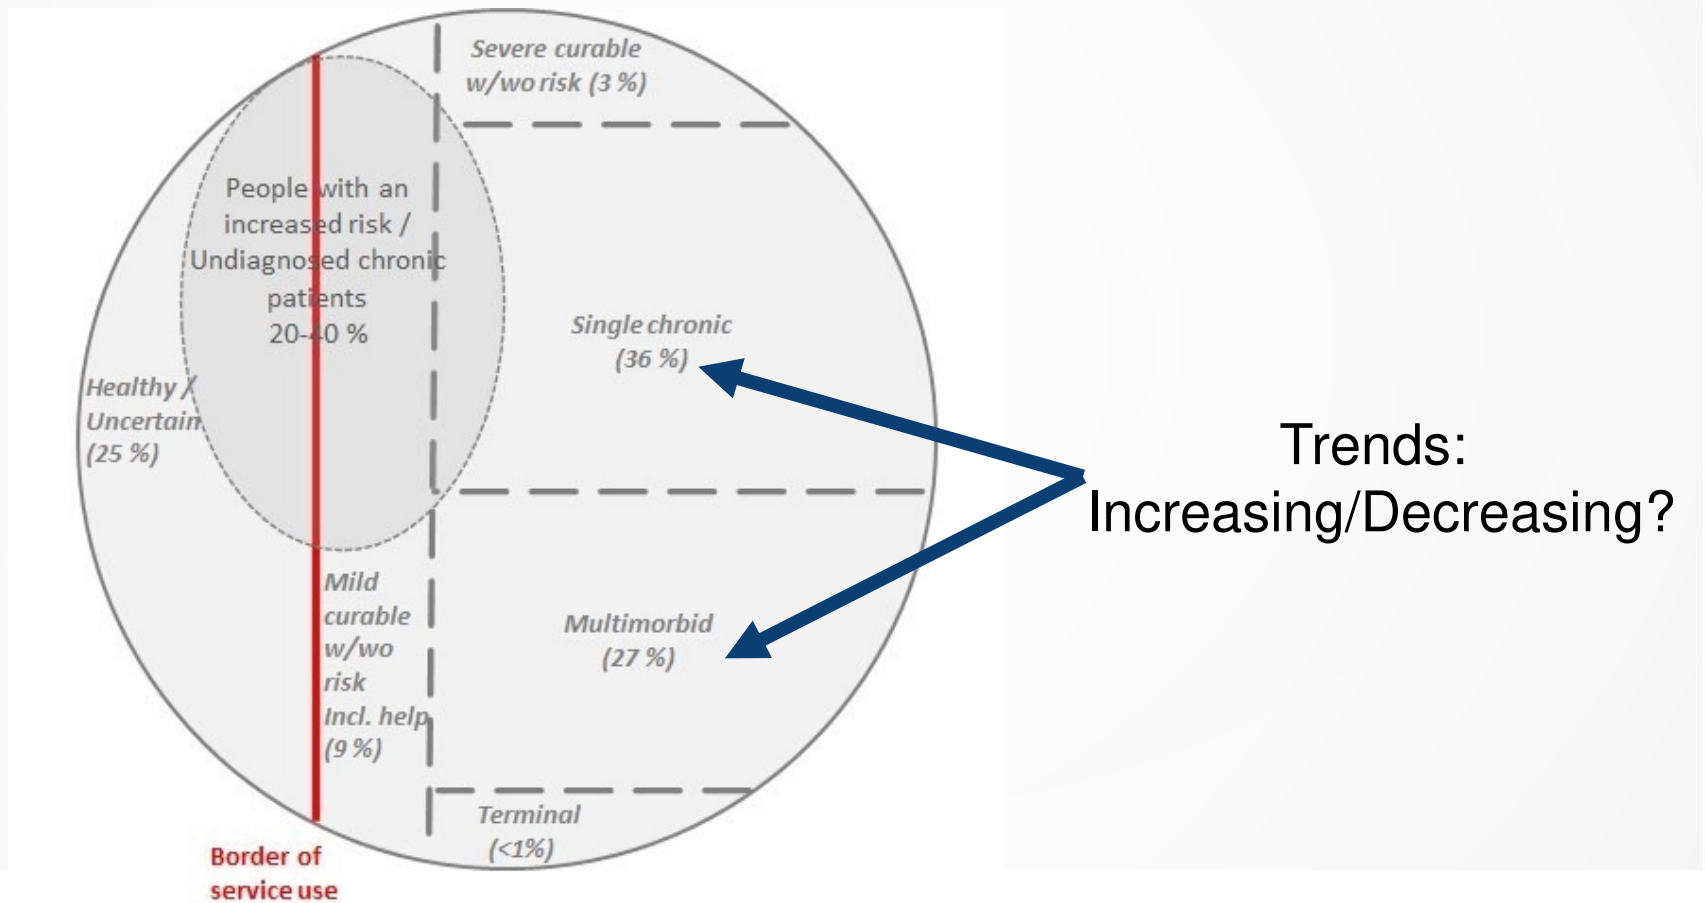 Severe curable
w/wo risk (3 %)
People with an
increased risk /
Undiagnosed chronic
patients
20-40 %
Single chronic
(36 %)
Healthy /
Uncertain
(25 %)
Trends:
Increasing/Decreasing?
Mild
curable
w/wo
risk
Incl. help
(9 %)
Multimorbid
(27 %)
Terminal
(<1%)
Border of
service use